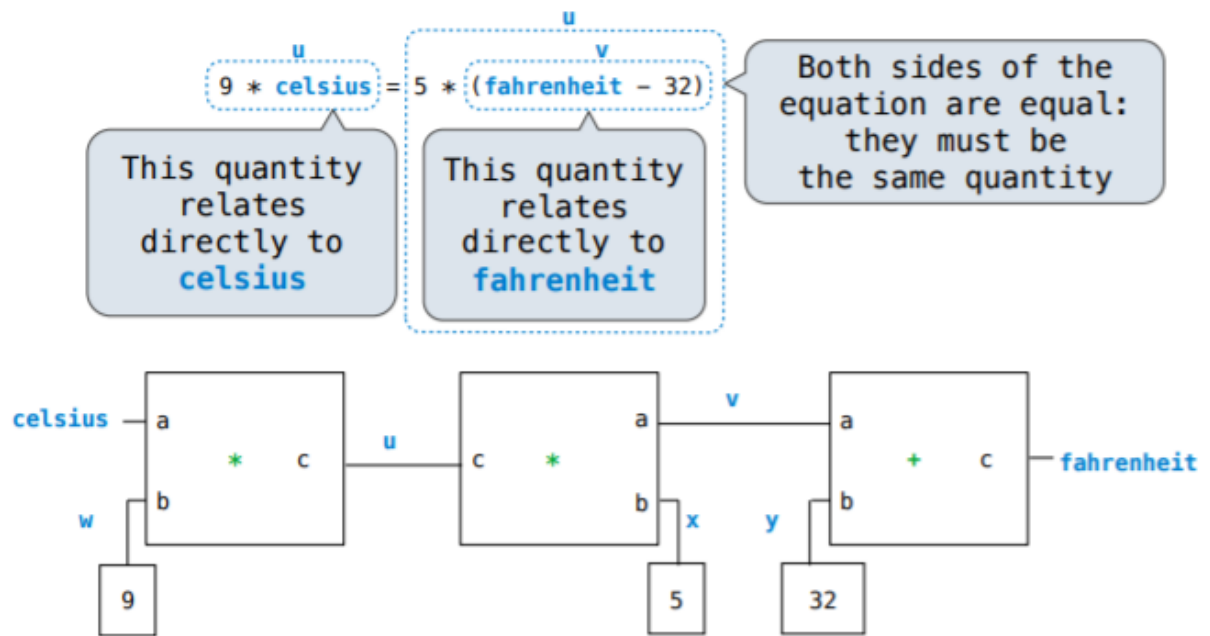 u
u
v
9 * celsius = 5 * (fahrenheit - 32)
Both sides of the
equation are equal:
they must be
the same quantity
This quantity
relates
directly to
celsius
This quantity
relates
directly to
fahrenheit
celsius
a
*
c
b
w
9
u
c
*
a
b
x
5
v
a
+
c
b
y
32
fahrenheit